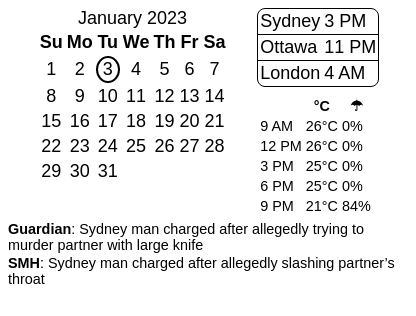 January 2023
Su Mo Tu We Th Fr Sa
1 2 3 4 5 6 7
8 9 10 11 12 13 14
15 16 17 18 19 20 21
22 23 24 25 26 27 28
29 30 31
Sydney 3 PM
Ottawa 11 PM
London 4 AM
°C ☂
9 AM 26°C 0%
12 PM 26°C 0%
3 PM 25°C 0%
6 PM 25°C 0%
9 PM 21°C 84%
Guardian: Sydney man charged after allegedly trying to
murder partner with large knife
SMH: Sydney man charged after allegedly slashing partner’s
throat